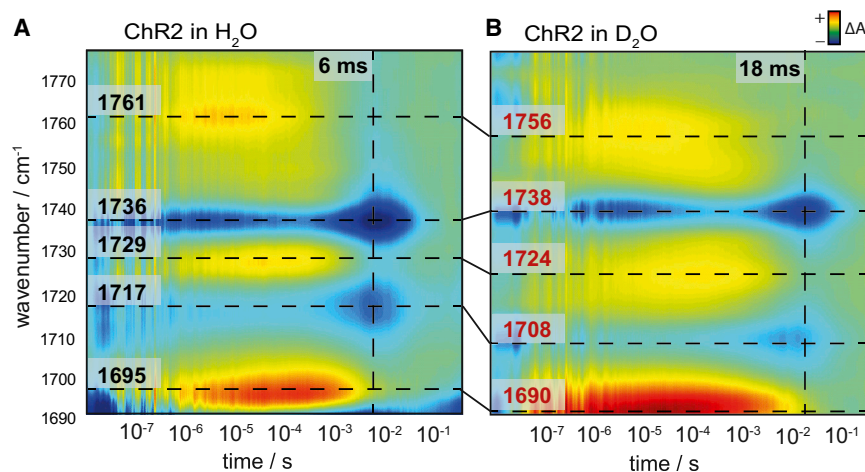 A ChR2 in H₂O
B ChR2 in D₂O
+
−
ΔA
6 ms
18 ms
wavenumber / cm⁻¹
1770
1760
1750
1740
1730
1720
1710
1700
1690
1761
1736
1729
1717
1695
1756
1738
1724
1708
1690
10⁻⁷ 10⁻⁶ 10⁻⁵ 10⁻⁴ 10⁻³ 10⁻² 10⁻¹
time / s
10⁻⁷ 10⁻⁶ 10⁻⁵ 10⁻⁴ 10⁻³ 10⁻² 10⁻¹
time / s